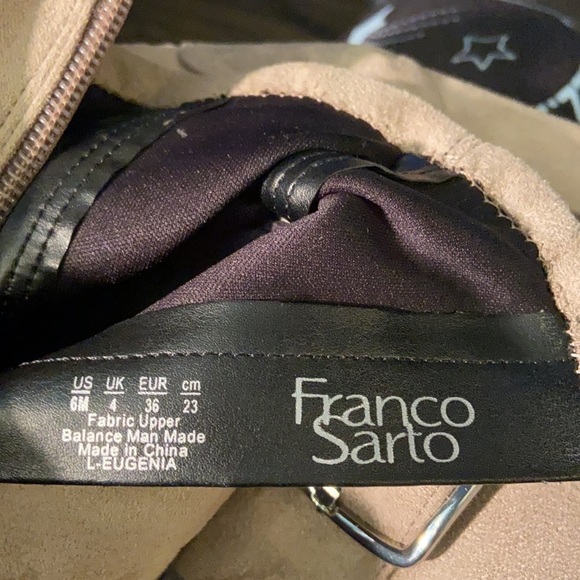 US UK EUR cm
6M 4 36 23
Fabric Upper
Balance Man Made
Made in China
L-EUGENIA
Franco
Sarto